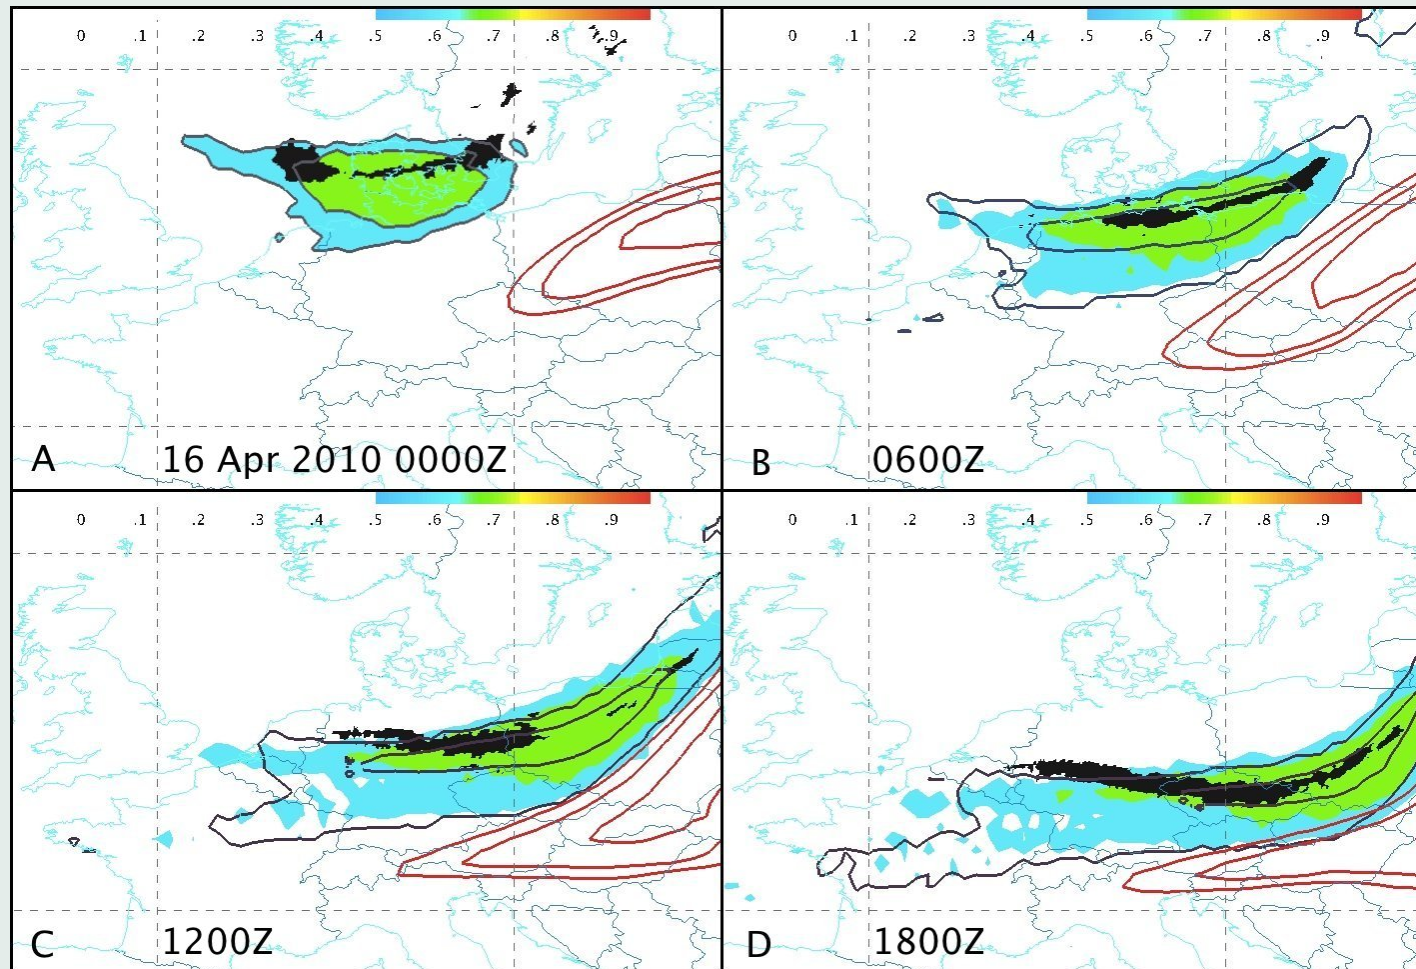 0 .1 .2 .3 .4 .5 .6 .7 .8 .9
A 16 Apr 2010 0000Z
0 .1 .2 .3 .4 .5 .6 .7 .8 .9
B 0600Z
0 .1 .2 .3 .4 .5 .6 .7 .8 .9
C 1200Z
0 .1 .2 .3 .4 .5 .6 .7 .8 .9
D 1800Z